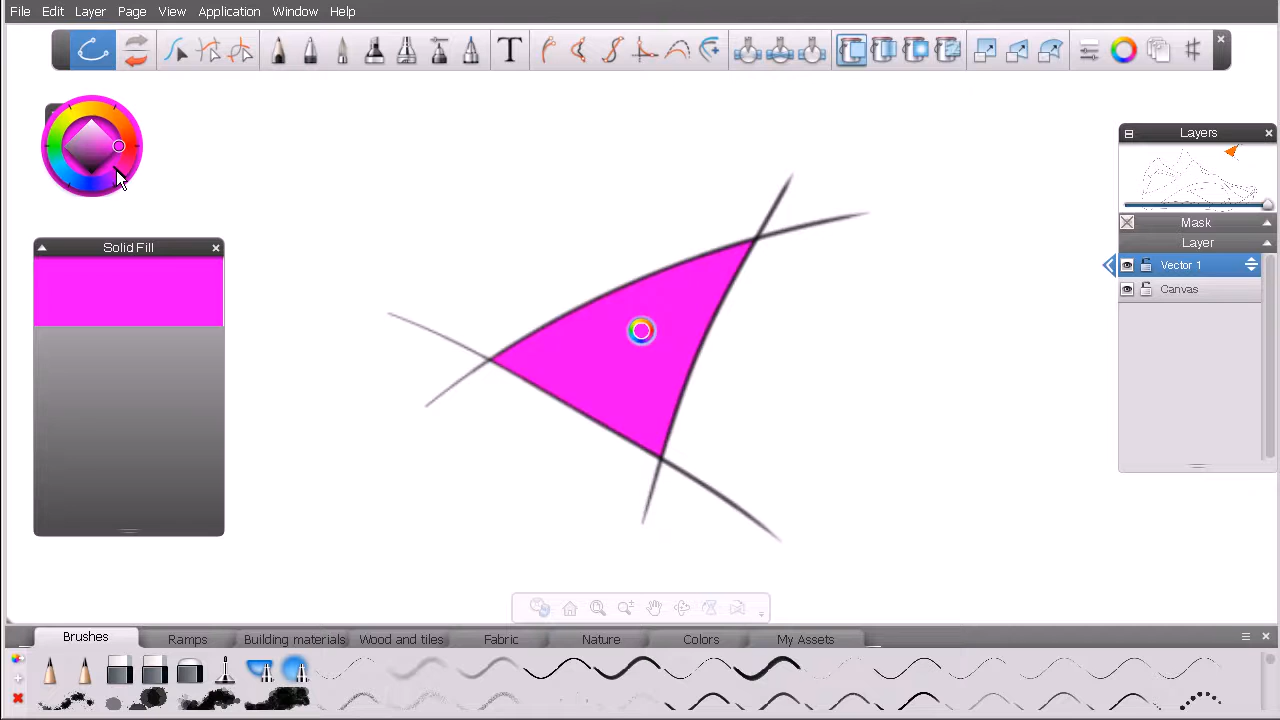 File Edit Layer Page View Application Window Help
T
Layers
Solid Fill
Mask
Layer
Vector 1
Canvas
Brushes Ramps Building materials Wood and tiles Fabric Nature Colors My Assets